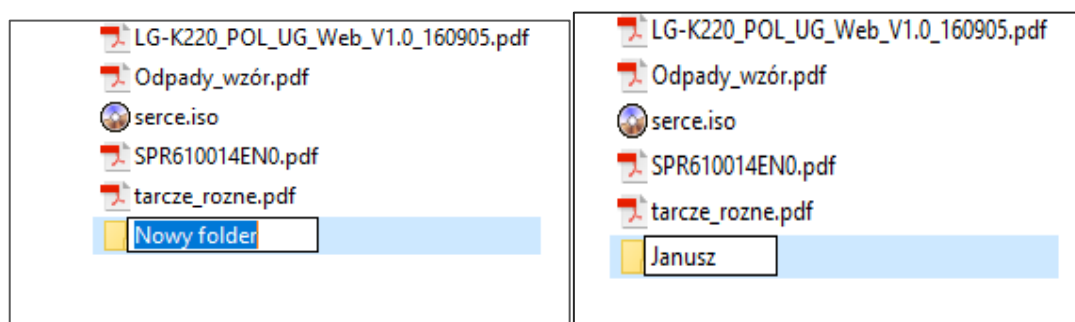 LG-K220_POL_UG_Web_V1.0_160905.pdf
Odpady_wzór.pdf
serce.iso
SPR610014EN0.pdf
tarcze_rozne.pdf
Nowy folder
LG-K220_POL_UG_Web_V1.0_160905.pdf
Odpady_wzór.pdf
serce.iso
SPR610014EN0.pdf
tarcze_rozne.pdf
Janusz